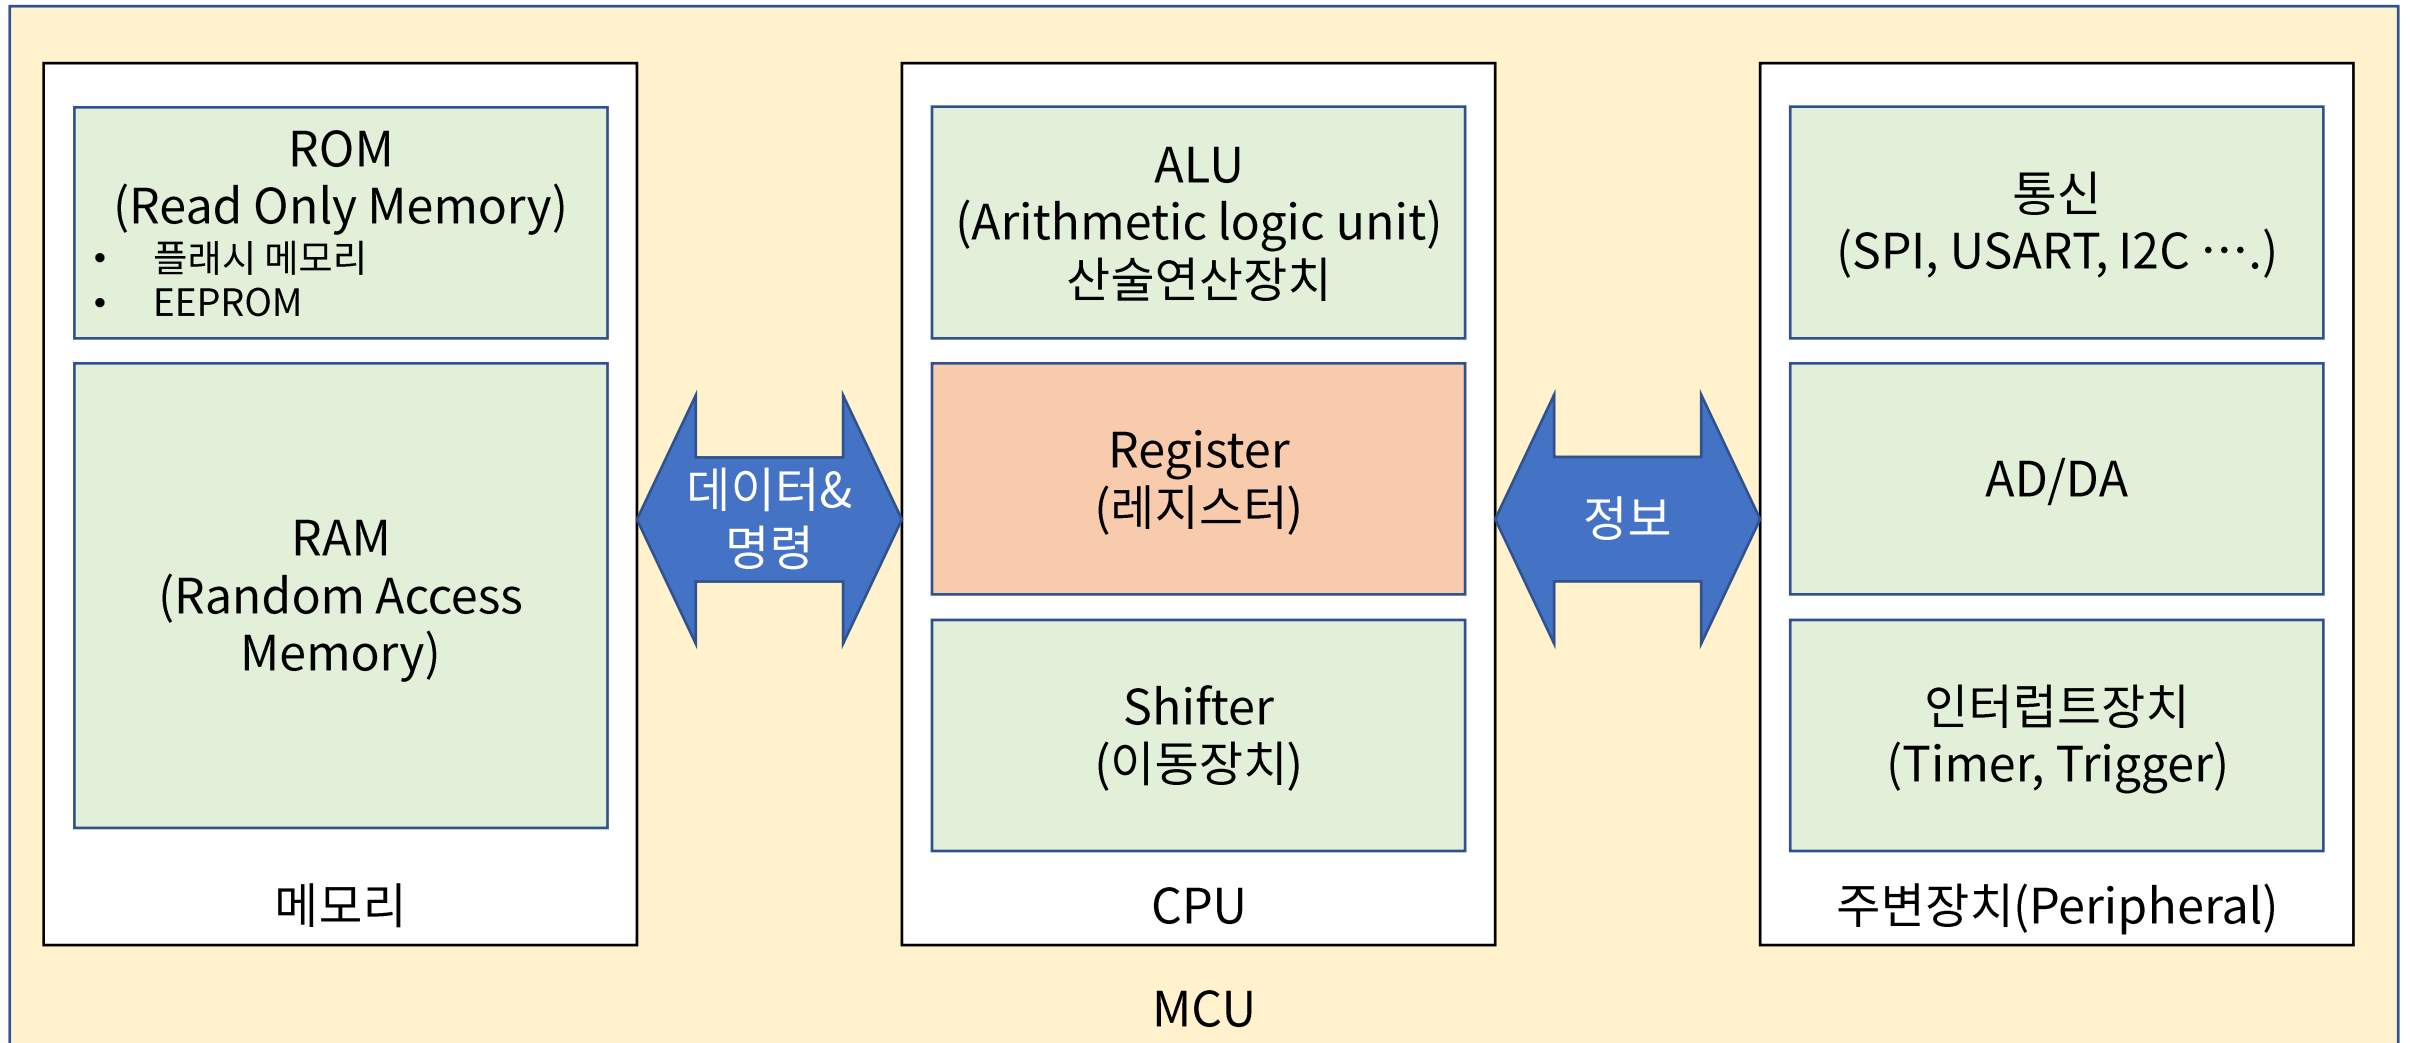 ROM
(Read Only Memory)
• 플래시 메모리
• EEPROM
RAM
(Random Access
Memory)
메모리
데이터&
명령
ALU
(Arithmetic logic unit)
산술연산장치
Register
(레지스터)
Shifter
(이동장치)
CPU
정보
통신
(SPI, USART, I2C ⋯.)
AD/DA
인터럽트장치
(Timer, Trigger)
주변장치(Peripheral)
MCU